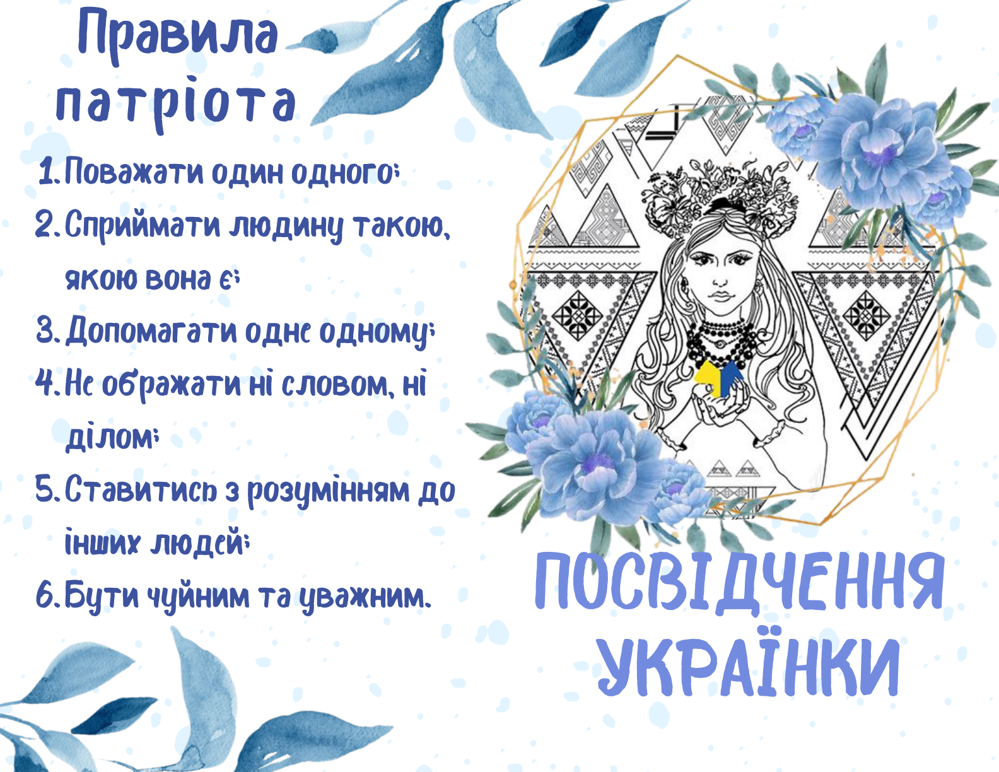 Правила
патріота
1. Поважати один одного;
2. Сприймати людину такою,
якою вона є;
3. Допомагати одне одному;
4. Не ображати ні словом, ні
ділом;
5. Ставитись з розумінням до
інших людей;
6. Бути чуйним та уважним.
ПОСВІДЧЕННЯ
УКРАЇНКИ